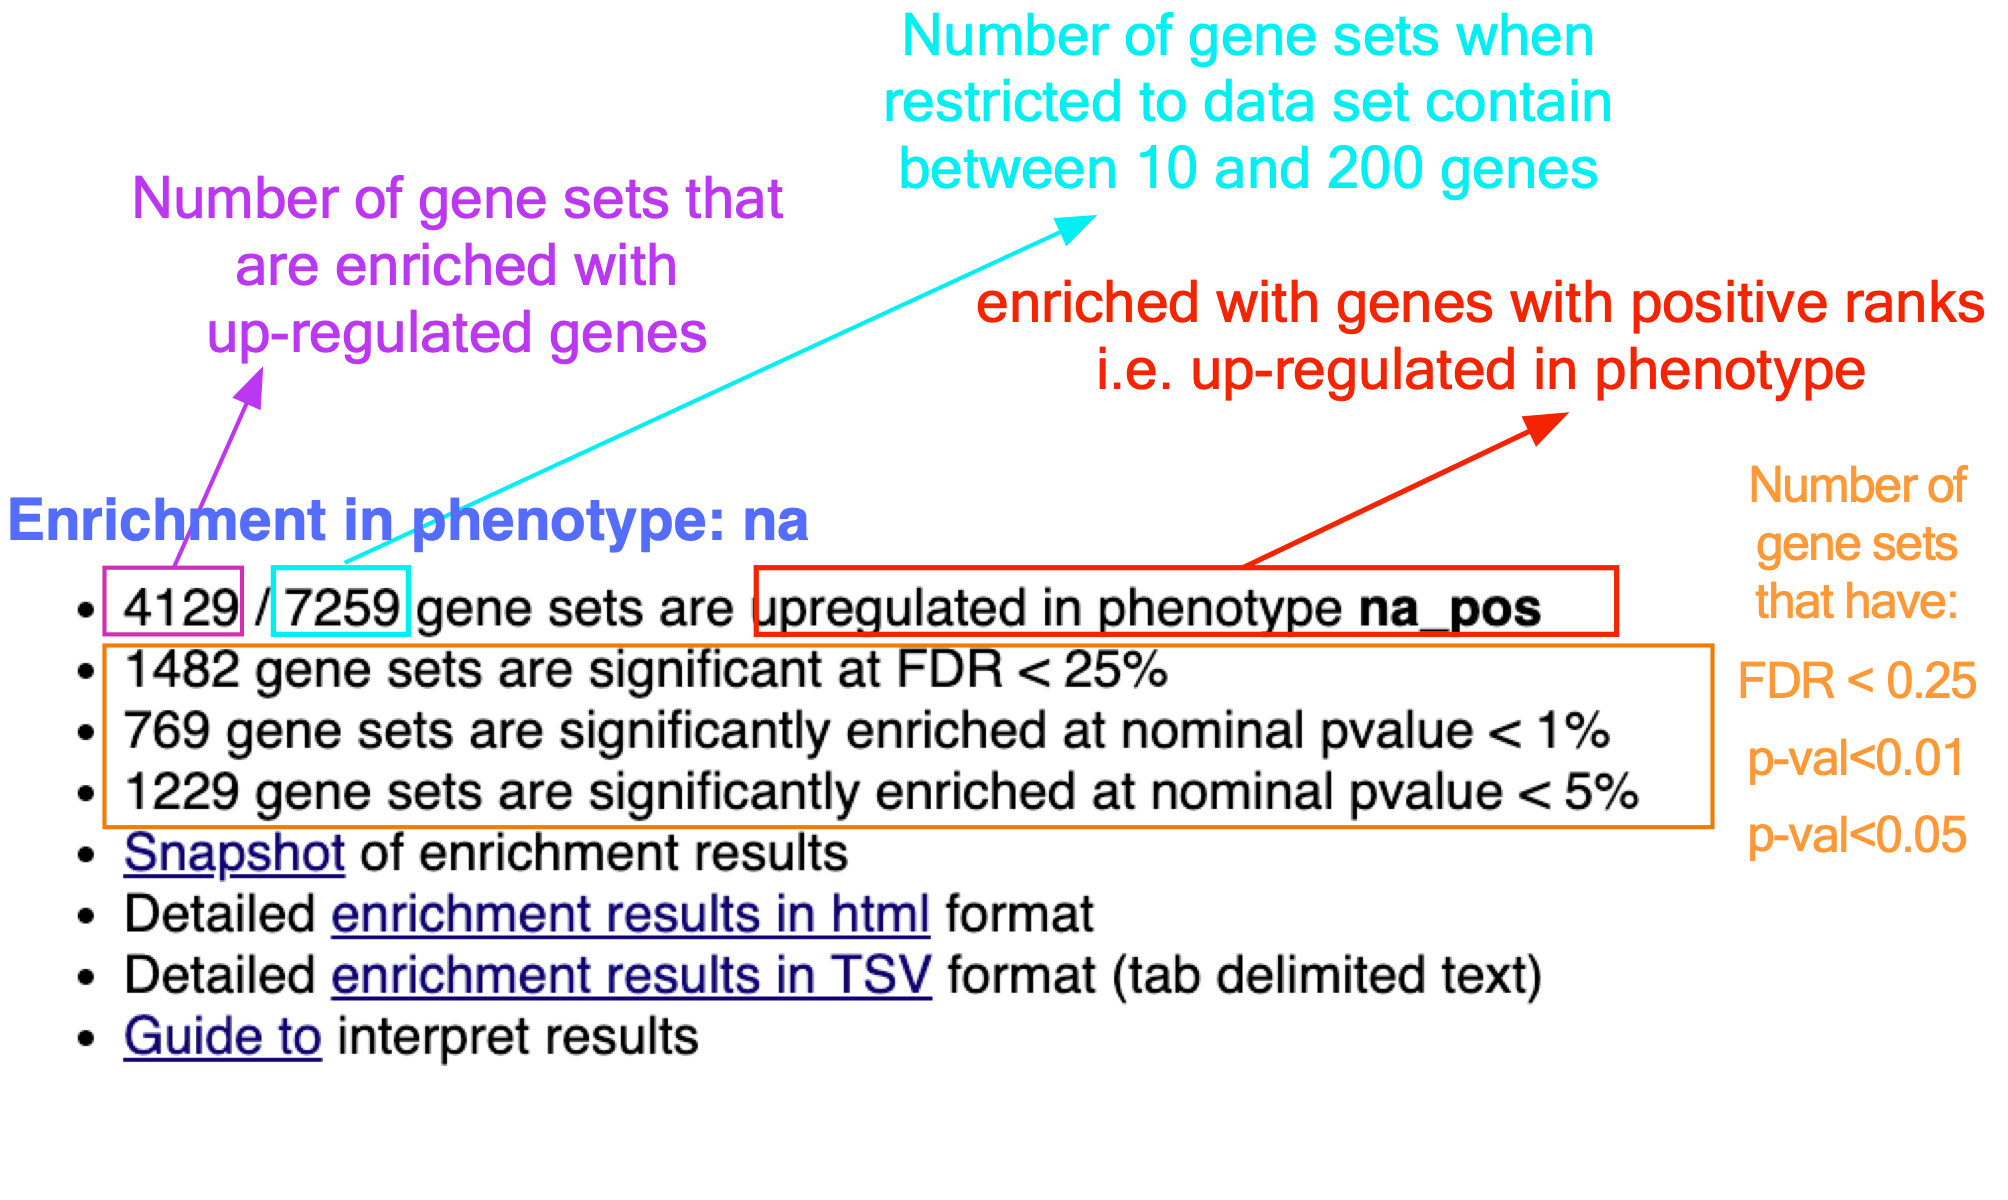 Number of gene sets when
restricted to data set contain
between 10 and 200 genes
Number of gene sets that
are enriched with
up-regulated genes
enriched with genes with positive ranks
i.e. up-regulated in phenotype
Enrichment in phenotype: na
• 4129 / 7259 gene sets are upregulated in phenotype na_pos
• 1482 gene sets are significant at FDR < 25%
• 769 gene sets are significantly enriched at nominal pvalue < 1%
• 1229 gene sets are significantly enriched at nominal pvalue < 5%
• Snapshot of enrichment results
• Detailed enrichment results in html format
• Detailed enrichment results in TSV format (tab delimited text)
• Guide to interpret results
Number of
gene sets
that have:
FDR < 0.25
p-val<0.01
p-val<0.05